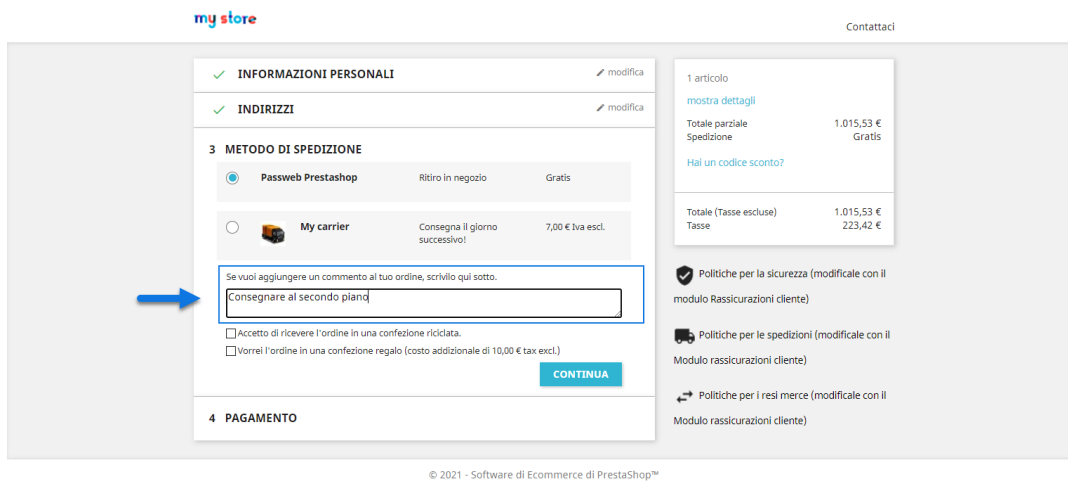 my store
Contattaci
INFORMAZIONI PERSONALI
modifica
INDIRIZZI
modifica
3 METODO DI SPEDIZIONE
Passweb Prestashop
Ritiro in negozio
Gratis
My carrier
Consegna il giorno
successivo!
7,00 € Iva escl.
Se vuoi aggiungere un commento al tuo ordine, scrivilo qui sotto.
Consegnare al secondo piano
Accetto di ricevere l'ordine in una confezione riciclata.
Vorrei l'ordine in una confezione regalo (costo addizionale di 10,00 € tax excl.)
CONTINUA
4 PAGAMENTO
1 articolo
mostra dettagli
Totale parziale 1.015,53 €
Spedizione Gratis
Hai un codice sconto?
Totale (Tasse escluse) 1.015,53 €
Tasse 223,42 €
Politiche per la sicurezza (modificale con il
modulo Rassicurazioni cliente)
Politiche per le spedizioni (modificale con il
Modulo rassicurazioni cliente)
Politiche per i resi merce (modificale con il
Modulo rassicurazioni cliente)
© 2021 - Software di Ecommerce di PrestaShop™